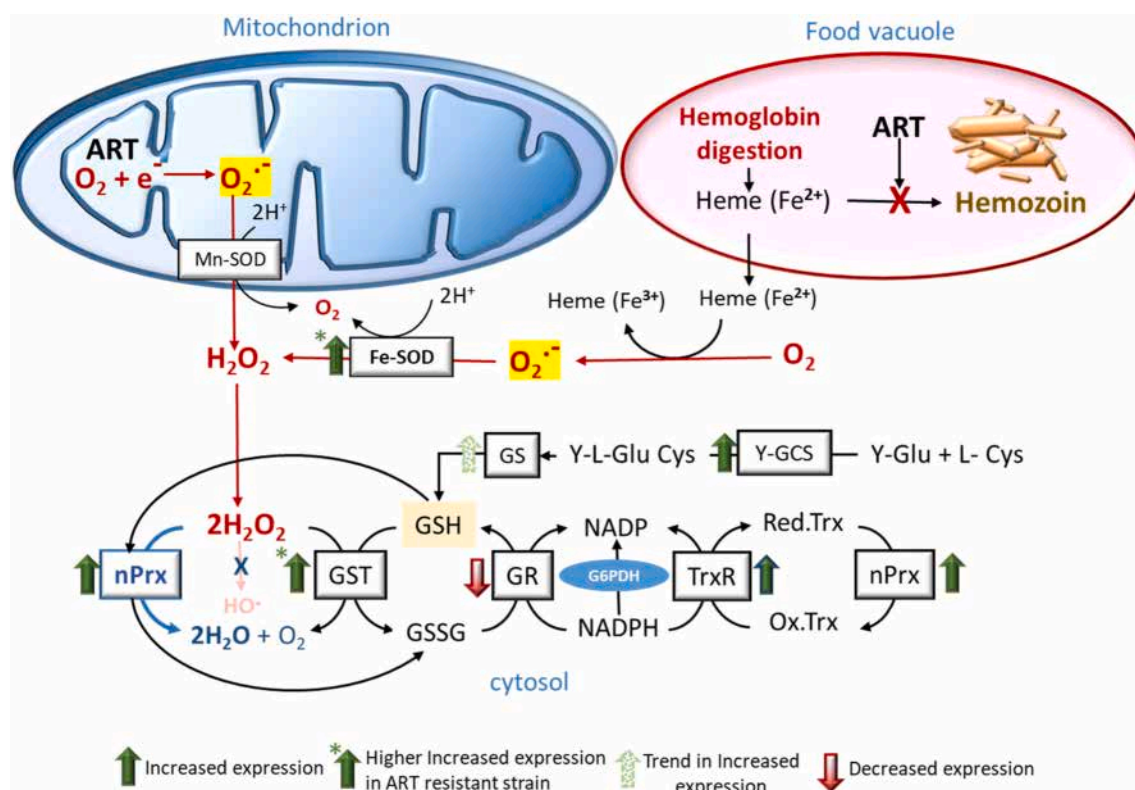 Mitochondrion
Food vacuole
ART
O₂ + e⁻
O₂•⁻
2H⁺
Mn-SOD
Hemoglobin
digestion
ART
Heme (Fe²⁺)
X
Hemozoin
O₂
2H⁺
Heme (Fe³⁺)
Heme (Fe²⁺)
H₂O₂
*
Fe-SOD
O₂•⁻
O₂
GS
Y-L-Glu Cys
Y-GCS
Y-Glu + L- Cys
2H₂O₂
GSH
NADP
Red.Trx
nPrx
X
*
GST
GR
G6PDH
TrxR
nPrx
HO•
2H₂O + O₂
GSSG
NADPH
Ox.Trx
cytosol
Increased expression
* Higher Increased expression
in ART resistant strain
Trend in Increased
expression
Decreased expression